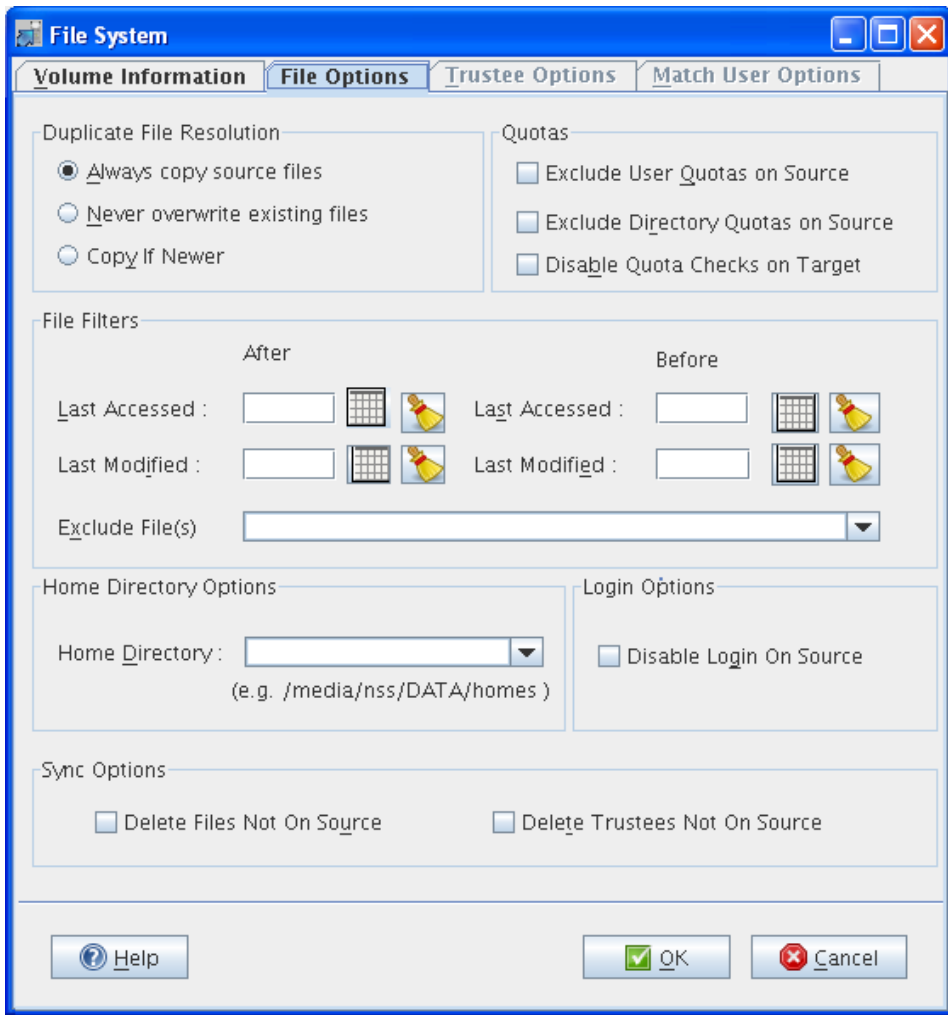 File System
Volume Information File Options Trustee Options Match User Options
Duplicate File Resolution
Always copy source files
Never overwrite existing files
Copy If Newer
Quotas
Exclude User Quotas on Source
Exclude Directory Quotas on Source
Disable Quota Checks on Target
File Filters
After Before
Last Accessed : Last Accessed :
Last Modified : Last Modified :
Exclude File(s)
Home Directory Options
Home Directory :
(e.g. /media/nss/DATA/homes )
Login Options
Disable Login On Source
Sync Options
Delete Files Not On Source Delete Trustees Not On Source
Help OK Cancel